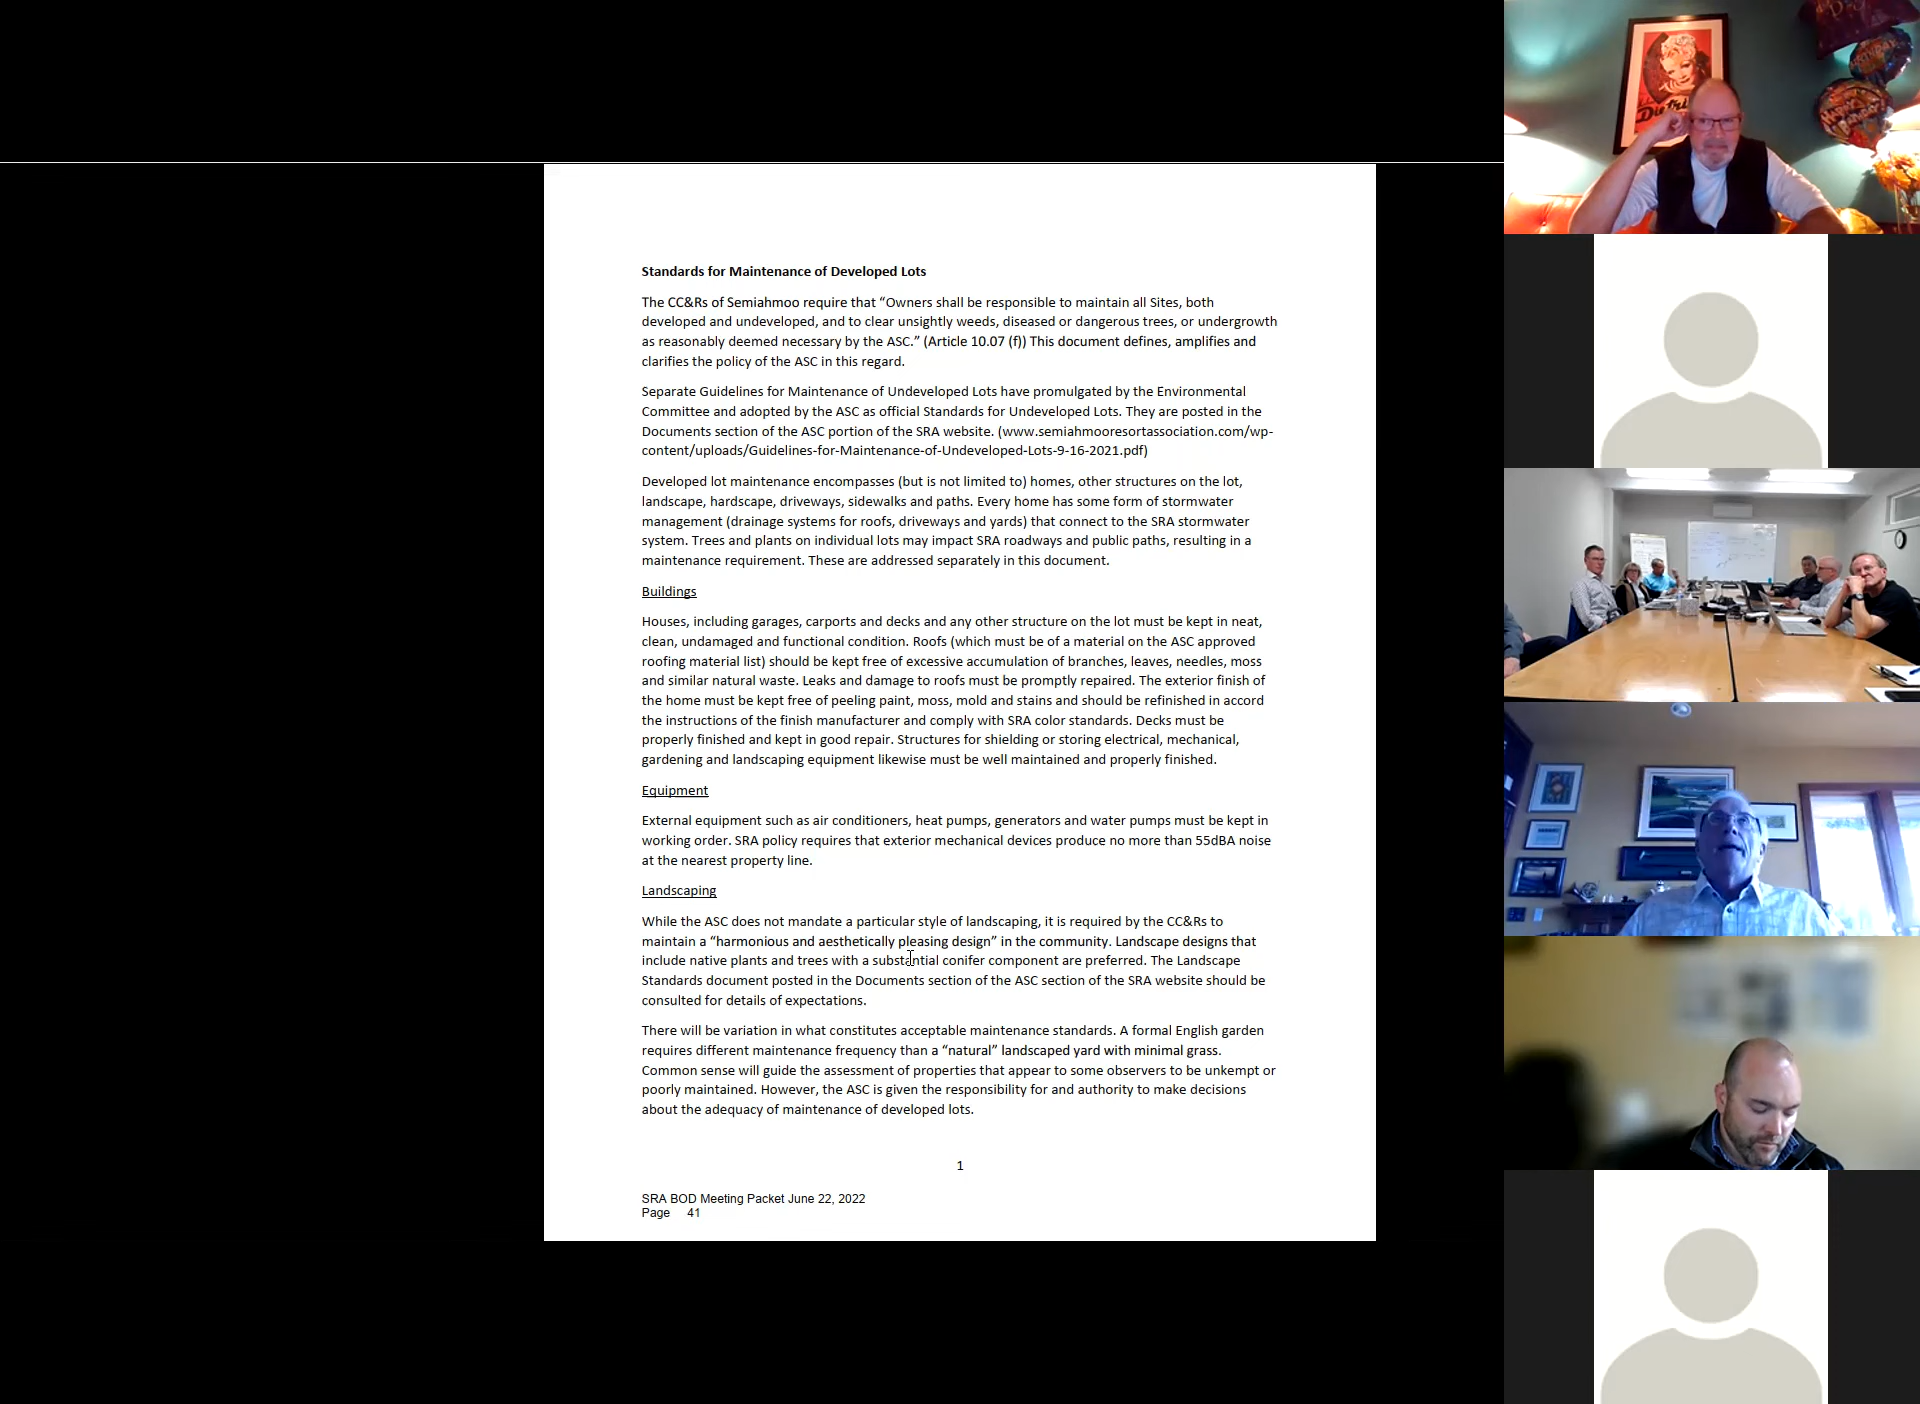 Standards for Maintenance of Developed Lots
The CC&Rs of Semiahmoo require that “Owners shall be responsible to maintain all Sites, both
developed and undeveloped, and to clear unsightly weeds, diseased or dangerous trees, or undergrowth
as reasonably deemed necessary by the ASC.” (Article 10.07 (f)) This document defines, amplifies and
clarifies the policy of the ASC in this regard.
Separate Guidelines for Maintenance of Undeveloped Lots have promulgated by the Environmental
Committee and adopted by the ASC as official Standards for Undeveloped Lots. They are posted in the
Documents section of the ASC portion of the SRA website. (www.semiahmooresortassociation.com/wp-
content/uploads/Guidelines-for-Maintenance-of-Undeveloped-Lots-9-16-2021.pdf)
Developed lot maintenance encompasses (but is not limited to) homes, other structures on the lot,
landscape, hardscape, driveways, sidewalks and paths. Every home has some form of stormwater
management (drainage systems for roofs, driveways and yards) that connect to the SRA stormwater
system. Trees and plants on individual lots may impact SRA roadways and public paths, resulting in a
maintenance requirement. These are addressed separately in this document.
Buildings
Houses, including garages, carports and decks and any other structure on the lot must be kept in neat,
clean, undamaged and functional condition. Roofs (which must be of a material on the ASC approved
roofing material list) should be kept free of excessive accumulation of branches, leaves, needles, moss
and similar natural waste. Leaks and damage to roofs must be promptly repaired. The exterior finish of
the home must be kept free of peeling paint, moss, mold and stains and should be refinished in accord
the instructions of the finish manufacturer and comply with SRA color standards. Decks must be
properly finished and kept in good repair. Structures for shielding or storing electrical, mechanical,
gardening and landscaping equipment likewise must be well maintained and properly finished.
Equipment
External equipment such as air conditioners, heat pumps, generators and water pumps must be kept in
working order. SRA policy requires that exterior mechanical devices produce no more than 55dBA noise
at the nearest property line.
Landscaping
While the ASC does not mandate a particular style of landscaping, it is required by the CC&Rs to
maintain a “harmonious and aesthetically pleasing design” in the community. Landscape designs that
include native plants and trees with a substantial conifer component are preferred. The Landscape
Standards document posted in the Documents section of the ASC section of the SRA website should be
consulted for details of expectations.
There will be variation in what constitutes acceptable maintenance standards. A formal English garden
requires different maintenance frequency than a “natural” landscaped yard with minimal grass.
Common sense will guide the assessment of properties that appear to some observers to be unkempt or
poorly maintained. However, the ASC is given the responsibility for and authority to make decisions
about the adequacy of maintenance of developed lots.
1
SRA BOD Meeting Packet June 22, 2022
Page 41